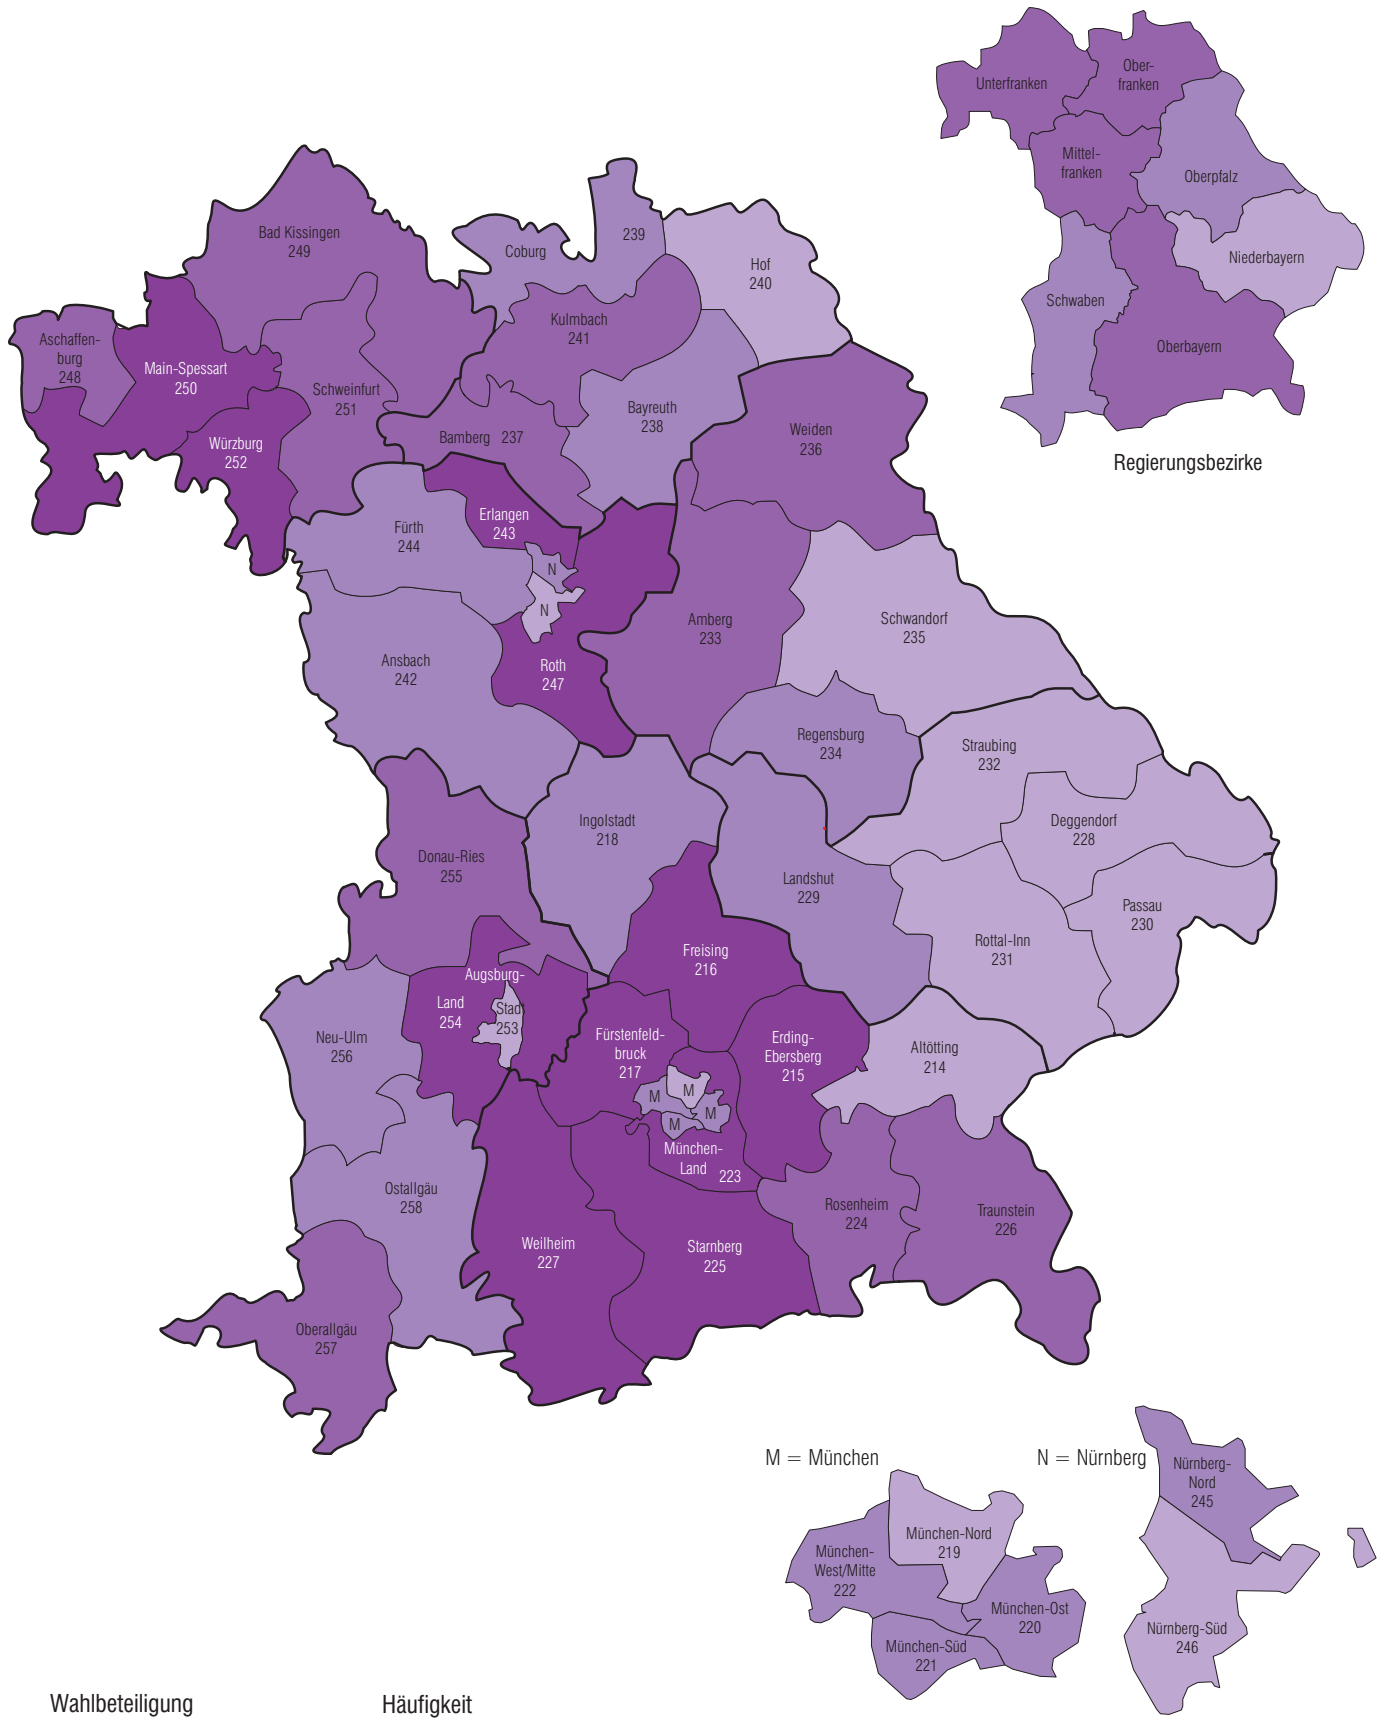 Unterfranken
Ober-
franken
Mittel-
franken
Oberpfalz
Niederbayern
Schwaben
Oberbayern
Regierungsbezirke
Bad Kissingen
249
Coburg
239
Hof
240
Kulmbach
241
Aschaffen-
burg
248
Main-Spessart
250
Schweinfurt
251
Würzburg
252
Bamberg 237
Bayreuth
238
Weiden
236
Erlangen
243
Fürth
244
N
N
Amberg
233
Schwandorf
235
Ansbach
242
Roth
247
Regensburg
234
Straubing
232
Ingolstadt
218
Deggendorf
228
Donau-Ries
255
Landshut
229
Passau
230
Rottal-Inn
231
Freising
216
Augsburg-
Land
254
Stadt
253
Neu-Ulm
256
Fürstenfeld-
bruck
217
Erding-
Ebersberg
215
Altötting
214
M
M
M
M
München-
Land 223
Ostallgäu
258
Rosenheim
224
Traunstein
226
Weilheim
227
Starnberg
225
Oberallgäu
257
M = München
N = Nürnberg
Nürnberg-
Nord
245
München-Nord
219
München-
West/Mitte
222
München-Ost
220
München-Süd
221
Nürnberg-Süd
246
Wahlbeteiligung
Häufigkeit